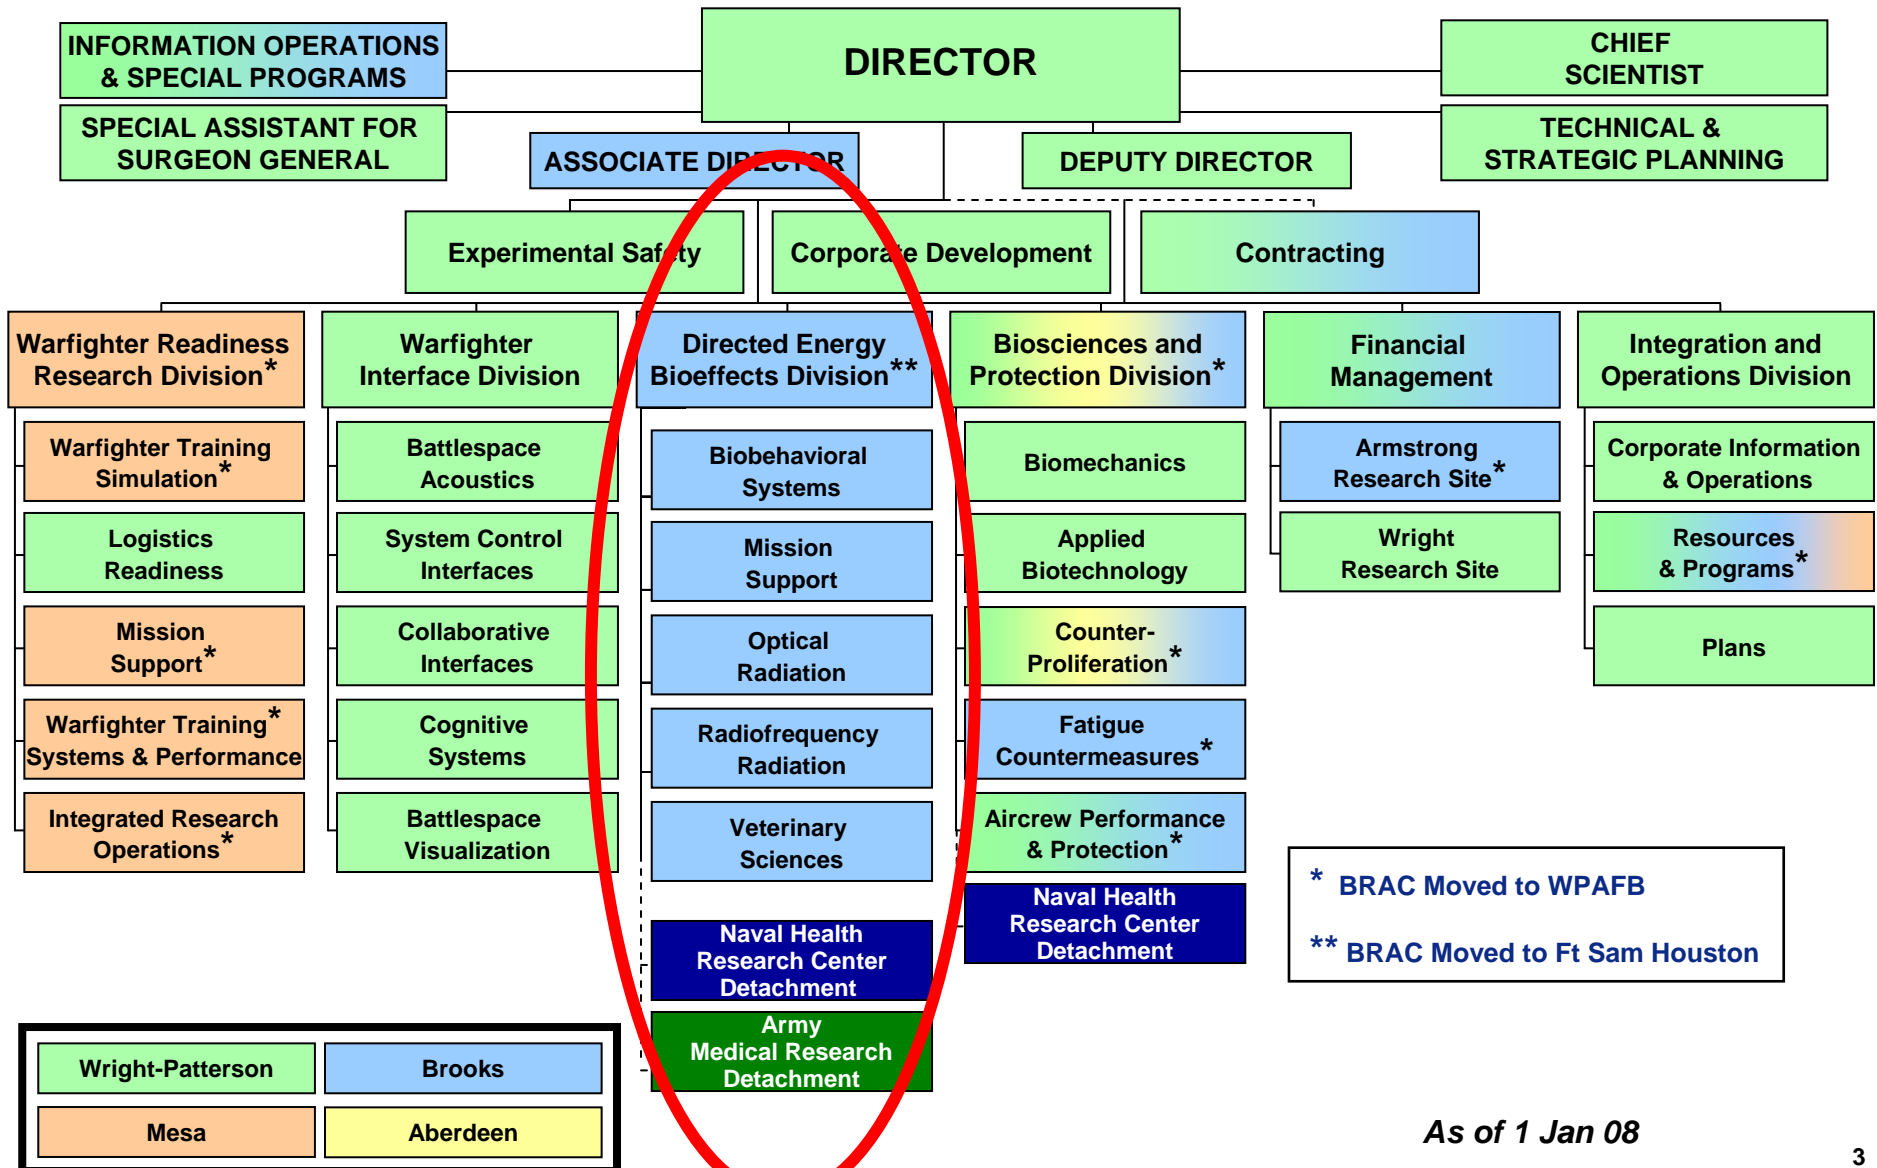 INFORMATION OPERATIONS
& SPECIAL PROGRAMS
DIRECTOR
CHIEF
SCIENTIST
SPECIAL ASSISTANT FOR
SURGEON GENERAL
TECHNICAL &
STRATEGIC PLANNING
ASSOCIATE DIRECTOR
DEPUTY DIRECTOR
Experimental Safety
Corporate Development
Contracting
Warfighter Readiness
Research Division*
Warfighter
Interface Division
Directed Energy
Bioeffects Division**
Biosciences and
Protection Division*
Financial
Management
Integration and
Operations Division
Warfighter Training
Simulation*
Logistics
Readiness
Mission
Support*
Warfighter Training*
Systems & Performance
Integrated Research
Operations*
Battlespace
Acoustics
System Control
Interfaces
Collaborative
Interfaces
Cognitive
Systems
Battlespace
Visualization
Biobehavioral
Systems
Mission
Support
Optical
Radiation
Radiofrequency
Radiation
Veterinary
Sciences
Naval Health
Research Center
Detachment
Army
Medical Research
Detachment
Biomechanics
Applied
Biotechnology
Counter-
Proliferation*
Fatigue
Countermeasures*
Aircrew Performance
& Protection*
Naval Health
Research Center
Detachment
Armstrong
Research Site*
Wright
Research Site
Corporate Information
& Operations
Resources
& Programs*
Plans
* BRAC Moved to WPAFB
** BRAC Moved to Ft Sam Houston
Wright-Patterson
Brooks
Mesa
Aberdeen
As of 1 Jan 08
3